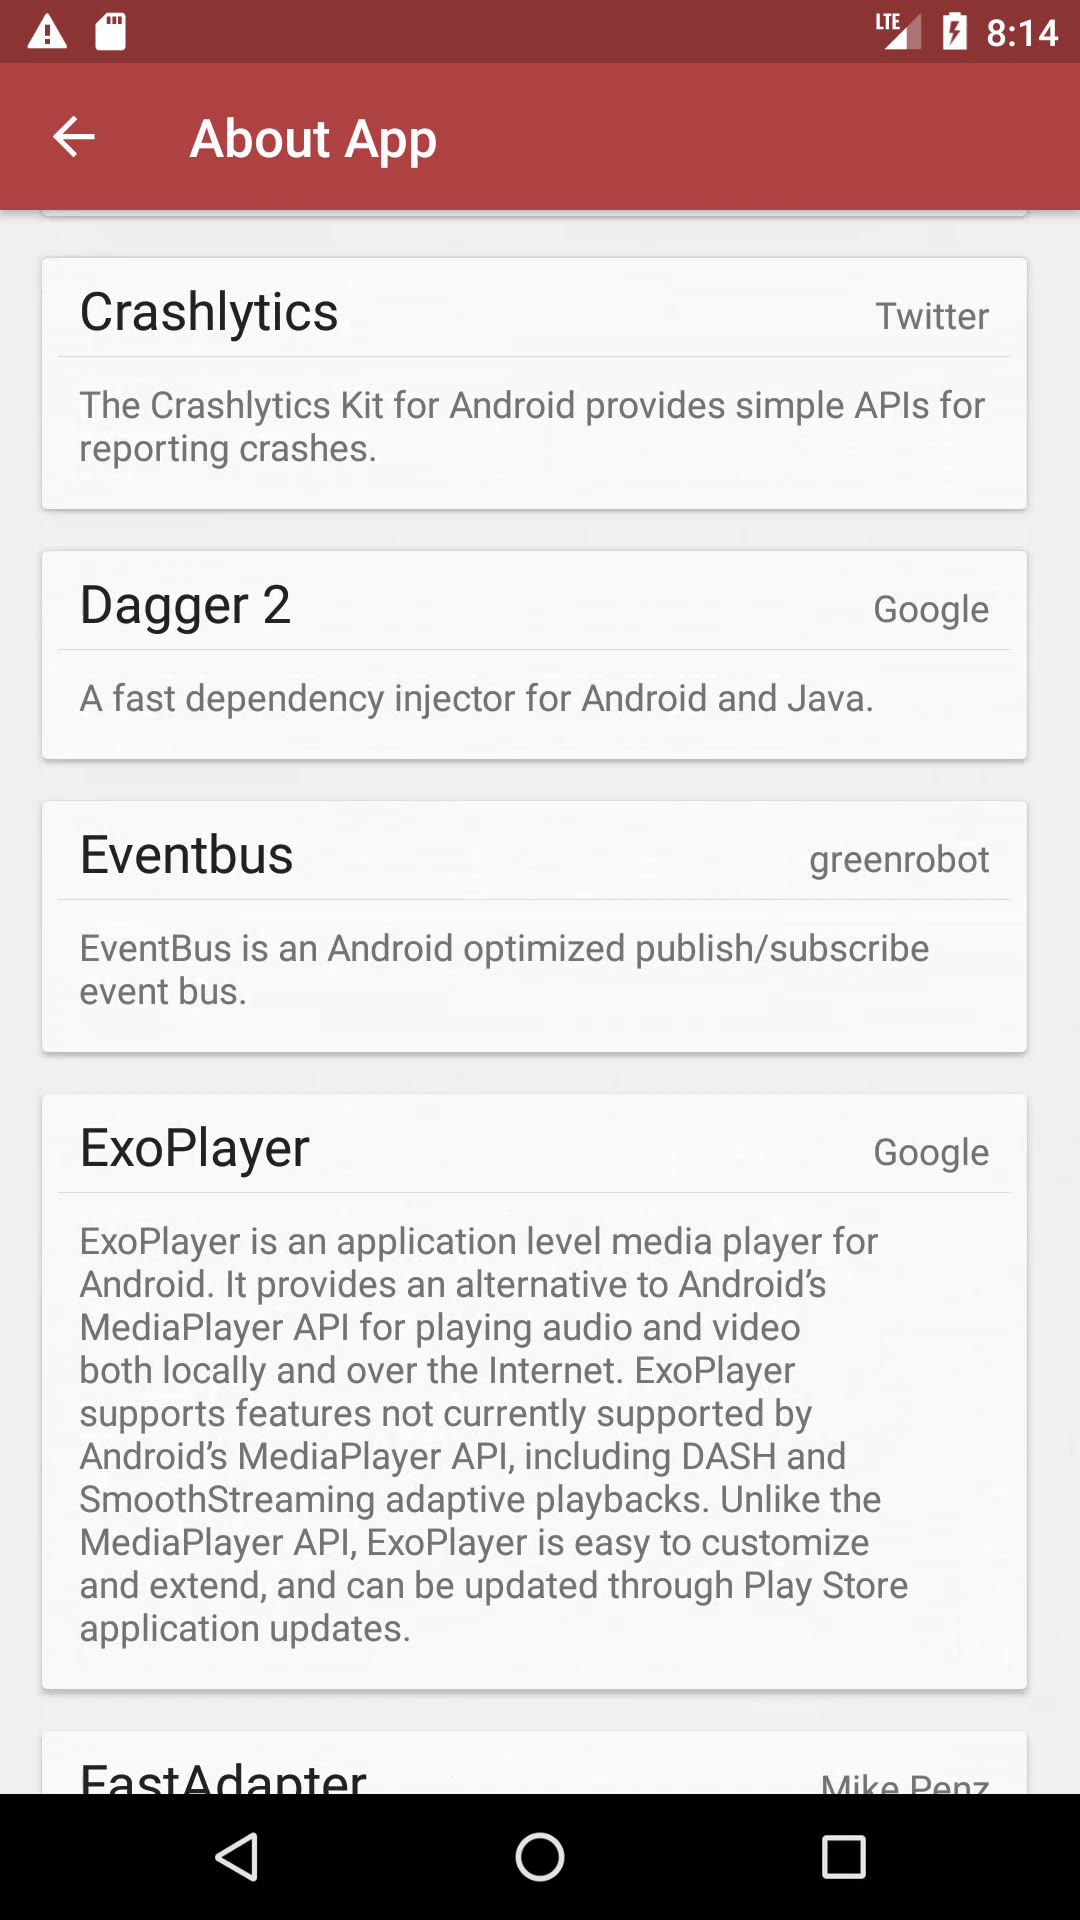 LTE 8:14
About App
Crashlytics Twitter
The Crashlytics Kit for Android provides simple APIs for
reporting crashes.
Dagger 2 Google
A fast dependency injector for Android and Java.
Eventbus greenrobot
EventBus is an Android optimized publish/subscribe
event bus.
ExoPlayer Google
ExoPlayer is an application level media player for
Android. It provides an alternative to Android’s
MediaPlayer API for playing audio and video
both locally and over the Internet. ExoPlayer
supports features not currently supported by
Android’s MediaPlayer API, including DASH and
SmoothStreaming adaptive playbacks. Unlike the
MediaPlayer API, ExoPlayer is easy to customize
and extend, and can be updated through Play Store
application updates.
FastAdapter Mike Penz